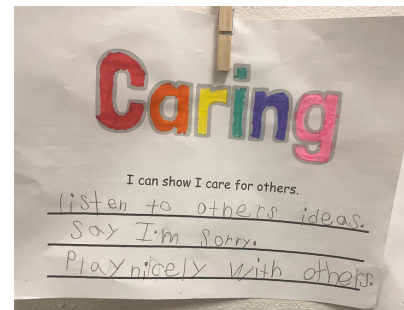 Caring
I can show I care for others.
listen to others ideas.
Say I'm Sorry.
Play nicely with others.